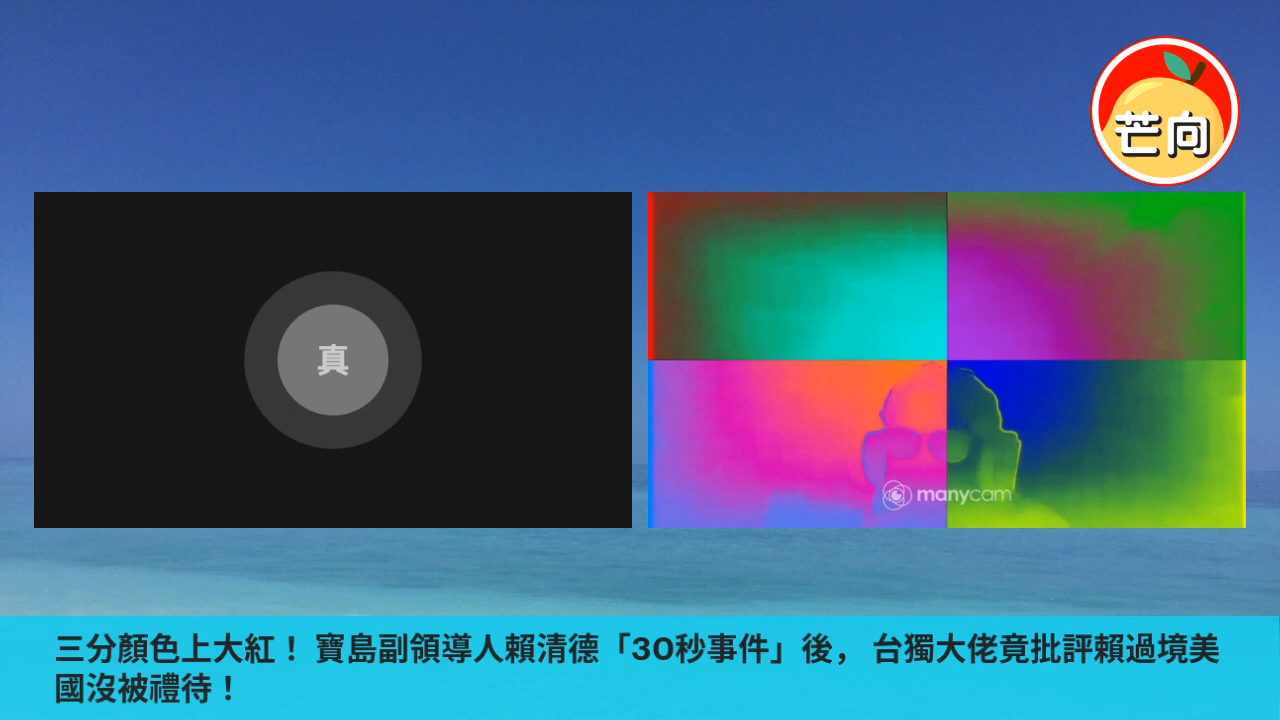 芒向
真
manycam
三分顏色上大紅！ 寶島副領導人賴清德「30秒事件」後， 台獨大佬竟批評賴過境美
國沒被禮待！